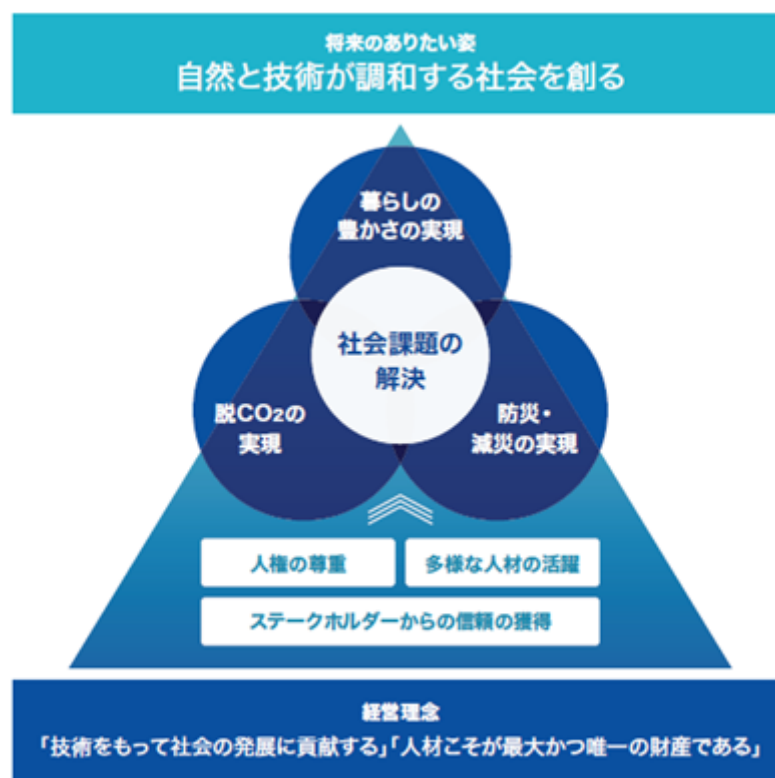 将来のありたい姿
自然と技術が調和する社会を創る
暮らしの
豊かさの実現
社会課題の
解決
脱CO2の
実現
防災・
減災の実現
人権の尊重
多様な人材の活躍
ステークホルダーからの信頼の獲得
経営理念
「技術をもって社会の発展に貢献する」「人材こそが最大かつ唯一の財産である」